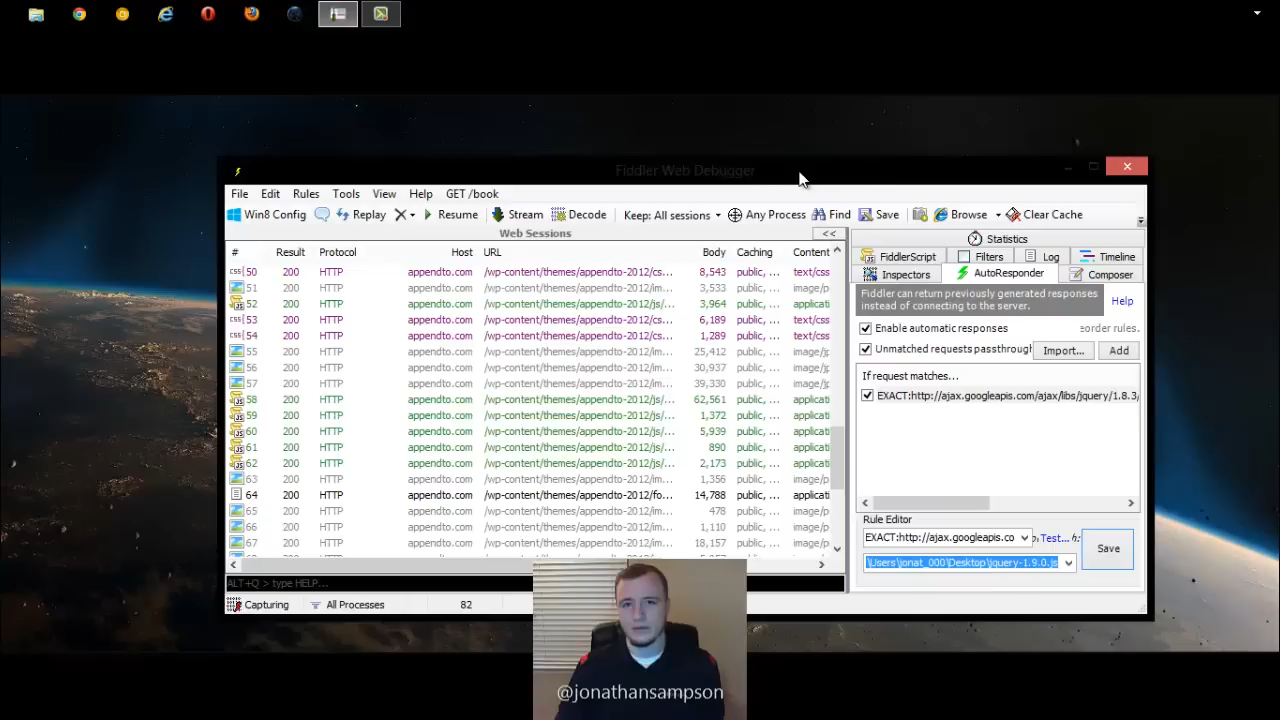 Fiddler Web Debugger
File Edit Rules Tools View Help GET /book
Win8 Config Replay Resume Stream Decode Keep: All sessions Any Process Find Save Browse Clear Cache
Web Sessions <<
# Result Protocol Host URL Body Caching Content
50 200 HTTP appendto.com /wp-content/themes/appendto-2012/cs... 8,543 public, ... text/css
51 200 HTTP appendto.com /wp-content/themes/appendto-2012/im... 3,533 public, ... image/p
52 200 HTTP appendto.com /wp-content/themes/appendto-2012/js/... 3,964 public, ... applicati
53 200 HTTP appendto.com /wp-content/themes/appendto-2012/cs... 6,189 public, ... text/css
54 200 HTTP appendto.com /wp-content/themes/appendto-2012/cs... 1,289 public, ... text/css
55 200 HTTP appendto.com /wp-content/themes/appendto-2012/im... 25,412 public, ... image/p
56 200 HTTP appendto.com /wp-content/themes/appendto-2012/im... 30,937 public, ... image/p
57 200 HTTP appendto.com /wp-content/themes/appendto-2012/im... 39,330 public, ... image/p
58 200 HTTP appendto.com /wp-content/themes/appendto-2012/js/... 62,561 public, ... applicati
59 200 HTTP appendto.com /wp-content/themes/appendto-2012/js/... 1,372 public, ... applicati
60 200 HTTP appendto.com /wp-content/themes/appendto-2012/js/... 5,939 public, ... applicati
61 200 HTTP appendto.com /wp-content/themes/appendto-2012/js/... 890 public, ... applicati
62 200 HTTP appendto.com /wp-content/themes/appendto-2012/js/... 2,173 public, ... applicati
63 200 HTTP appendto.com /wp-content/themes/appendto-2012/im... 1,356 public, ... image/p
64 200 HTTP appendto.com /wp-content/themes/appendto-2012/fo... 14,788 public, ... applicati
65 200 HTTP appendto.com /wp-content/themes/appendto-2012/im... 478 public, ... image/p
66 200 HTTP appendto.com /wp-content/themes/appendto-2012/im... 1,110 public, ... image/p
67 200 HTTP appendto.com /wp-content/themes/appendto-2012/im... 18,157 public, ... image/p
ALT+Q > type HELP...
Capturing All Processes 82
Statistics
FiddlerScript Filters Log Timeline
Inspectors AutoResponder Composer
Fiddler can return previously generated responses
instead of connecting to the server.
Help
Enable automatic responses eorder rules.
Unmatched requests passthrough Import... Add
If request matches...
EXACT:http://ajax.googleapis.com/ajax/libs/jquery/1.8.3/
Rule Editor
EXACT:http://ajax.googleapis.co Test...
\Users\jonat_000\Desktop\jquery-1.9.0.js
Save
@jonathansampson